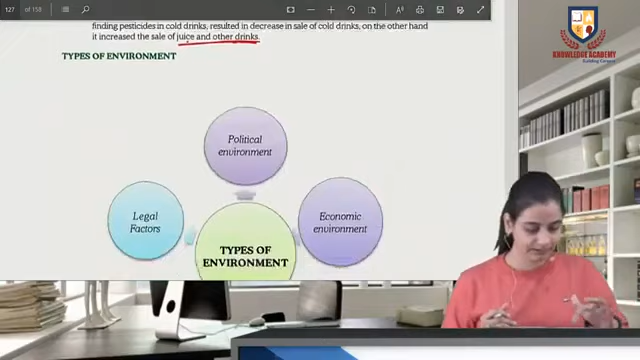 127 of 158
finding pesticides in cold drinks, resulted in decrease in sale of cold drinks, on the other hand
it increased the sale of juice and other drinks.
TYPES OF ENVIRONMENT
Political
environment
Legal
Factors
Economic
environment
TYPES OF
ENVIRONMENT
KNOWLEDGE ACADEMY
Building Careers